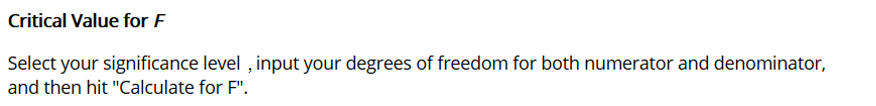 Critical Value for F
Select your significance level , input your degrees of freedom for both numerator and denominator,
and then hit "Calculate for F".